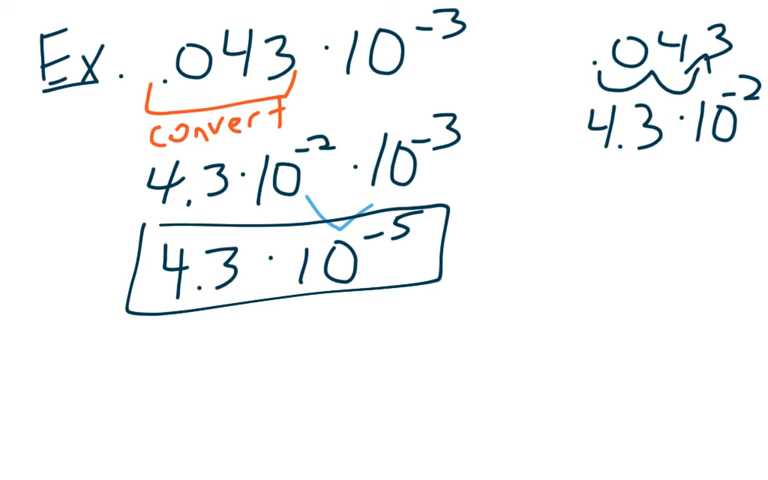 Ex. .043 · 10⁻³
convert
4.3 · 10⁻² · 10⁻³
4.3 · 10⁻⁵
.043
4.3 · 10⁻²